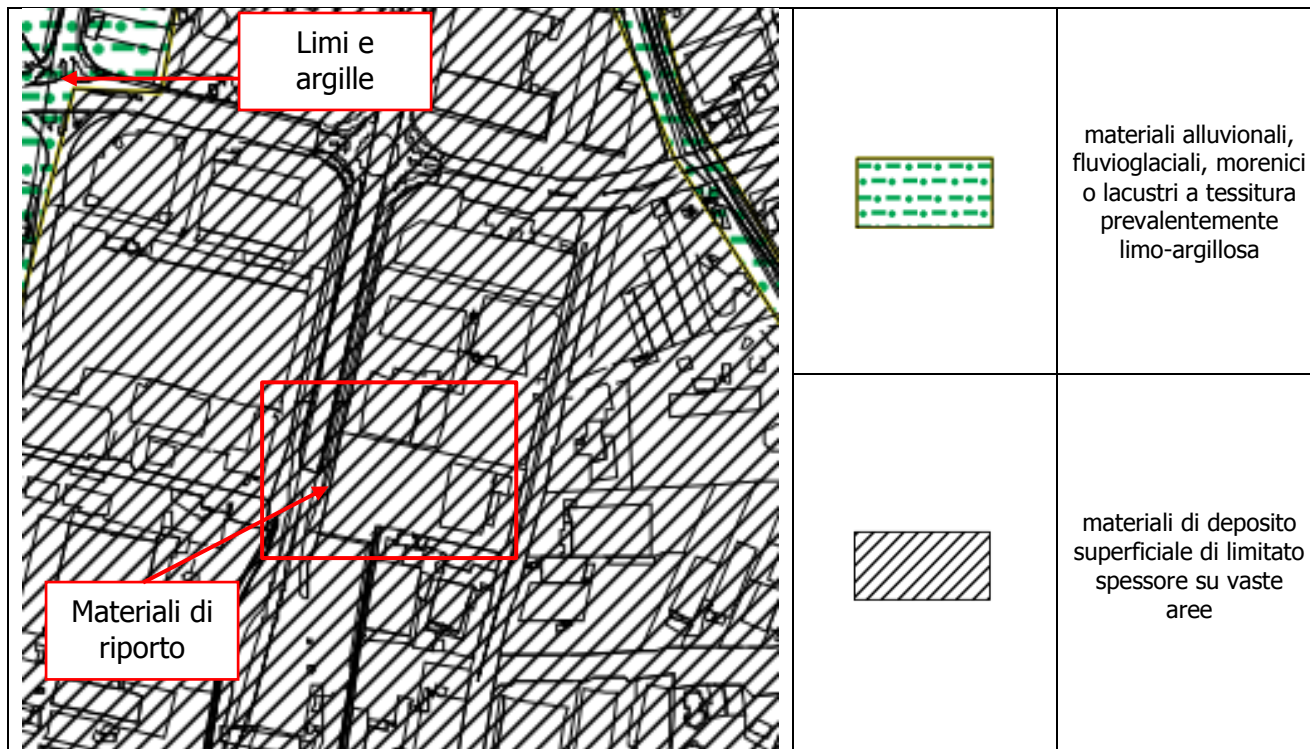 Limi e
argille
Materiali di
riporto
materiali alluvionali,
fluvioglaciali, morenici
o lacustri a tessitura
prevalentemente
limo-argillosa
materiali di deposito
superficiale di limitato
spessore su vaste
aree